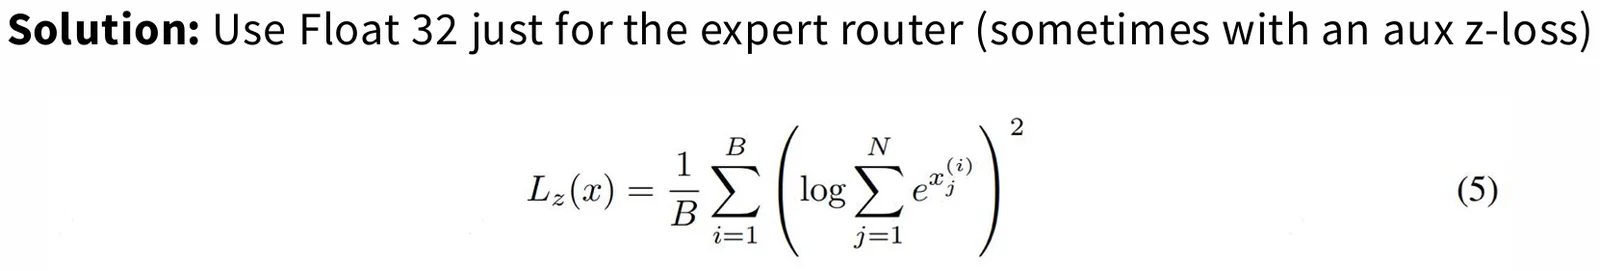 Solution: Use Float 32 just for the expert router (sometimes with an aux z-loss)
L_z(x) = \frac{1}{B} \sum_{i=1}^{B} \left( \log \sum_{j=1}^{N} e^{x_j^{(i)}} \right)^2 (5)